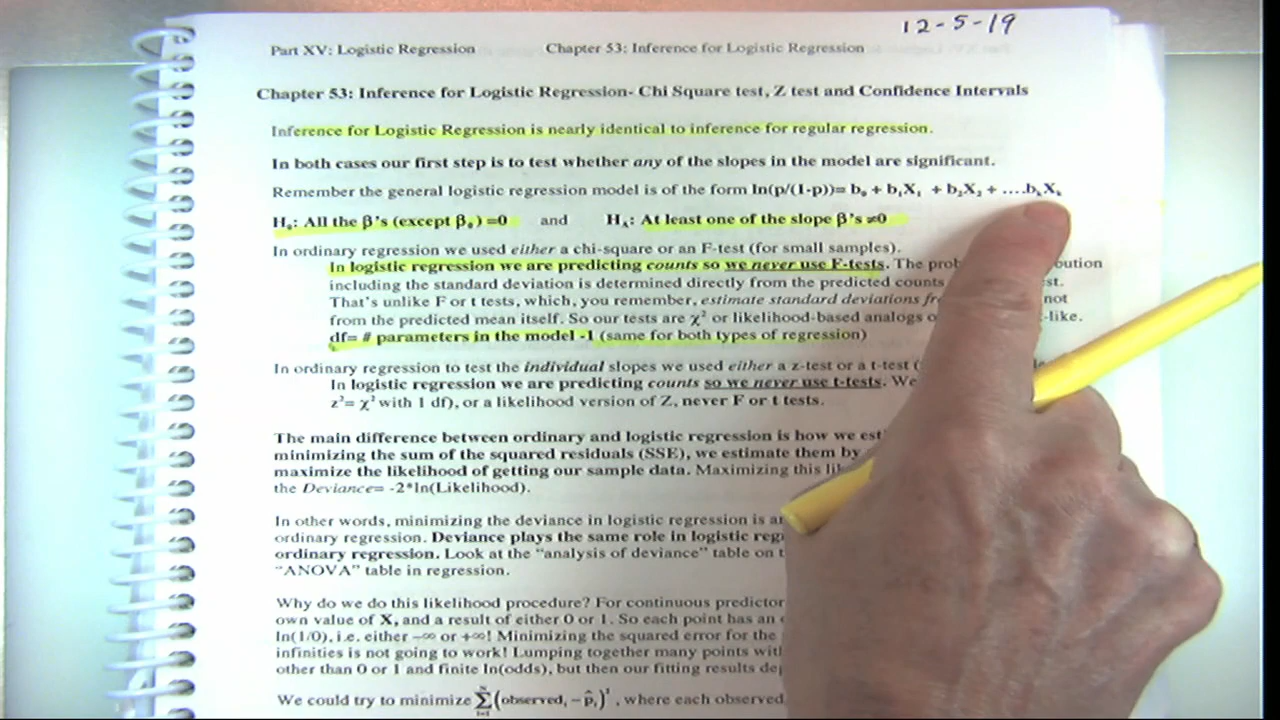 12-5-19
Part XV: Logistic Regression Chapter 53: Inference for Logistic Regression
Chapter 53: Inference for Logistic Regression- Chi Square test, Z test and Confidence Intervals
Inference for Logistic Regression is nearly identical to inference for regular regression.
In both cases our first step is to test whether any of the slopes in the model are significant.
Remember the general logistic regression model is of the form ln(p/(1-p))= b₀ + b₁X₁ + b₂X₂ + ....bₖXₖ
H₀: All the β's (except β₀) =0 and Hₐ: At least one of the slope β's ≠0
In ordinary regression we used either a chi-square or an F-test (for small samples).
In logistic regression we are predicting counts so we never use F-tests. The
including the standard deviation is determined directly from the predicted counts
That's unlike F or t tests, which, you remember, estimate standard deviations not
from the predicted mean itself. So our tests are χ² or likelihood-based analogs
df= # parameters in the model -1 (same for both types of regression)
In ordinary regression to test the individual slopes we used either a z-test or a t-test
In logistic regression we are predicting counts so we never use t-tests. We
z²= χ² with 1 df), or a likelihood version of Z, never F or t tests.
The main difference between ordinary and logistic regression is how we
minimizing the sum of the squared residuals (SSE), we estimate them by
maximize the likelihood of getting our sample data. Maximizing this
the Deviance= -2*ln(Likelihood).
In other words, minimizing the deviance in logistic regression is
ordinary regression. Deviance plays the same role in logistic
ordinary regression. Look at the "analysis of deviance" table on
"ANOVA" table in regression.
Why do we do this likelihood procedure? For continuous
own value of X, and a result of either 0 or 1. So each point has an
ln(1/0), i.e. either −∞ or +∞! Minimizing the squared error for the
infinities is not going to work! Lumping together many points
other than 0 or 1 and finite ln(odds), but then our fitting results
We could try to minimize Σ(observedᵢ − p̂ᵢ)², where each observed